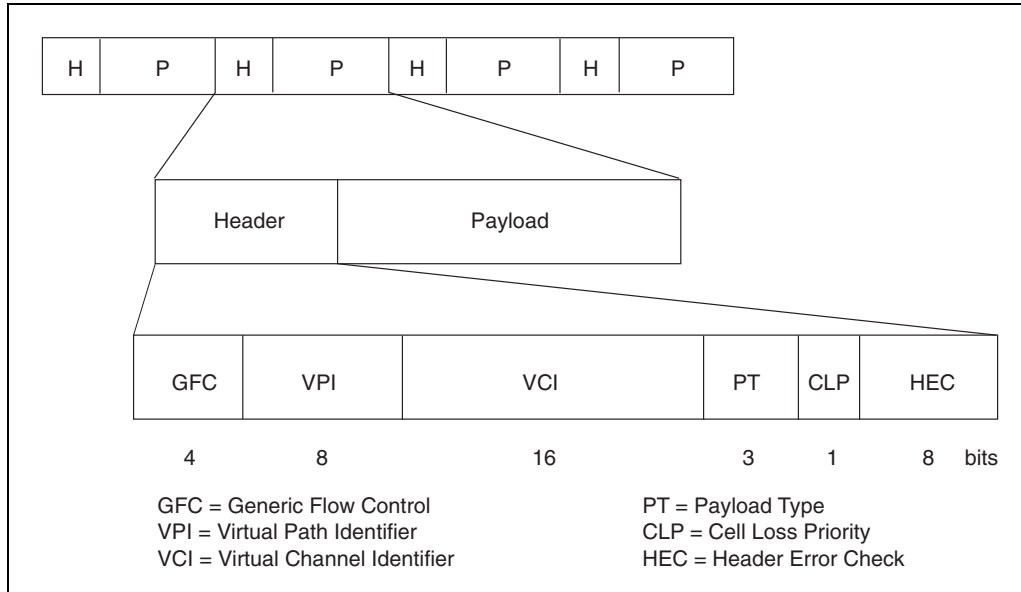 H P H P H P H P
Header Payload
GFC VPI VCI PT CLP HEC
4 8 16 3 1 8 bits
GFC = Generic Flow Control
VPI = Virtual Path Identifier
VCI = Virtual Channel Identifier
PT = Payload Type
CLP = Cell Loss Priority
HEC = Header Error Check